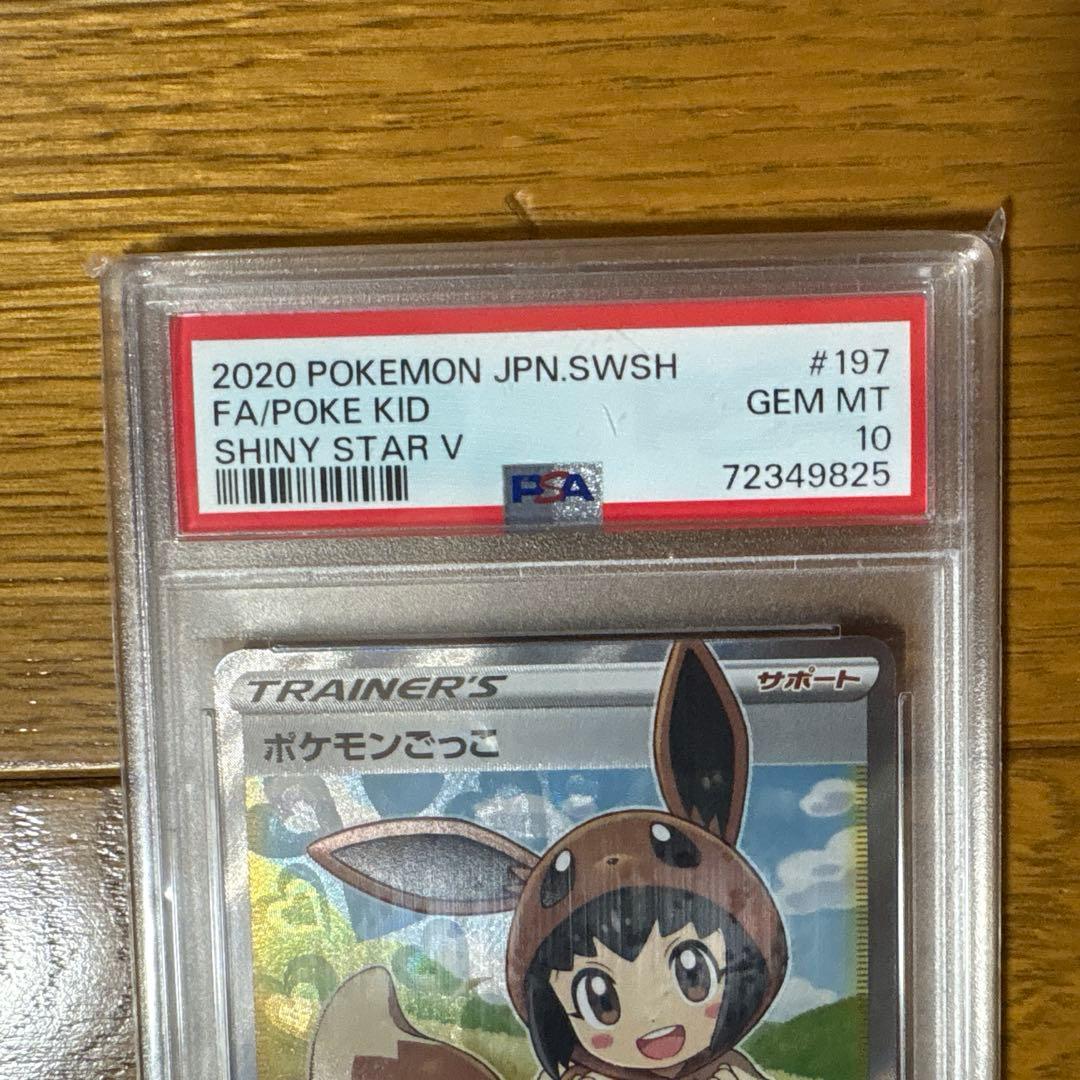 2020 POKEMON JPN.SWSH #197
FA/POKE KID GEM MT
SHINY STAR V 10
72349825
PSA
TRAINER'S サポート
ポケモンごっこ